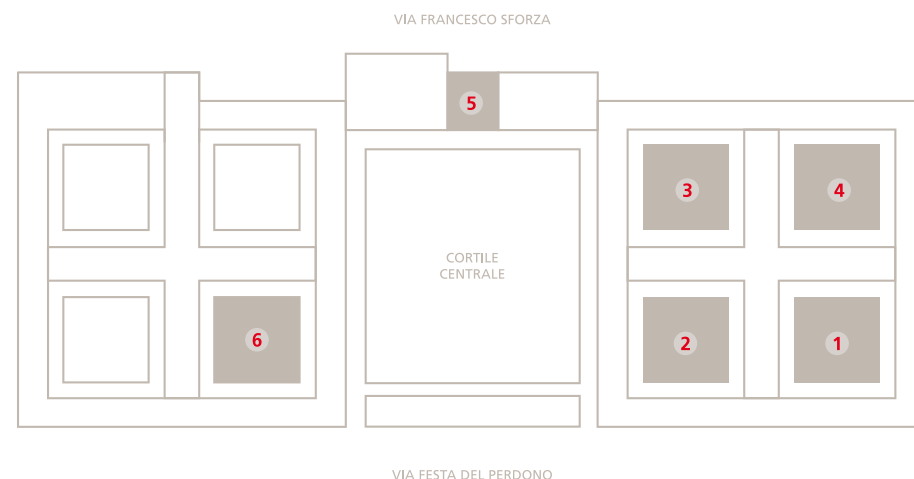 VIA FRANCESCO SFORZA
5
3
4
CORTILE
CENTRALE
6
2
1
VIA FESTA DEL PERDONO